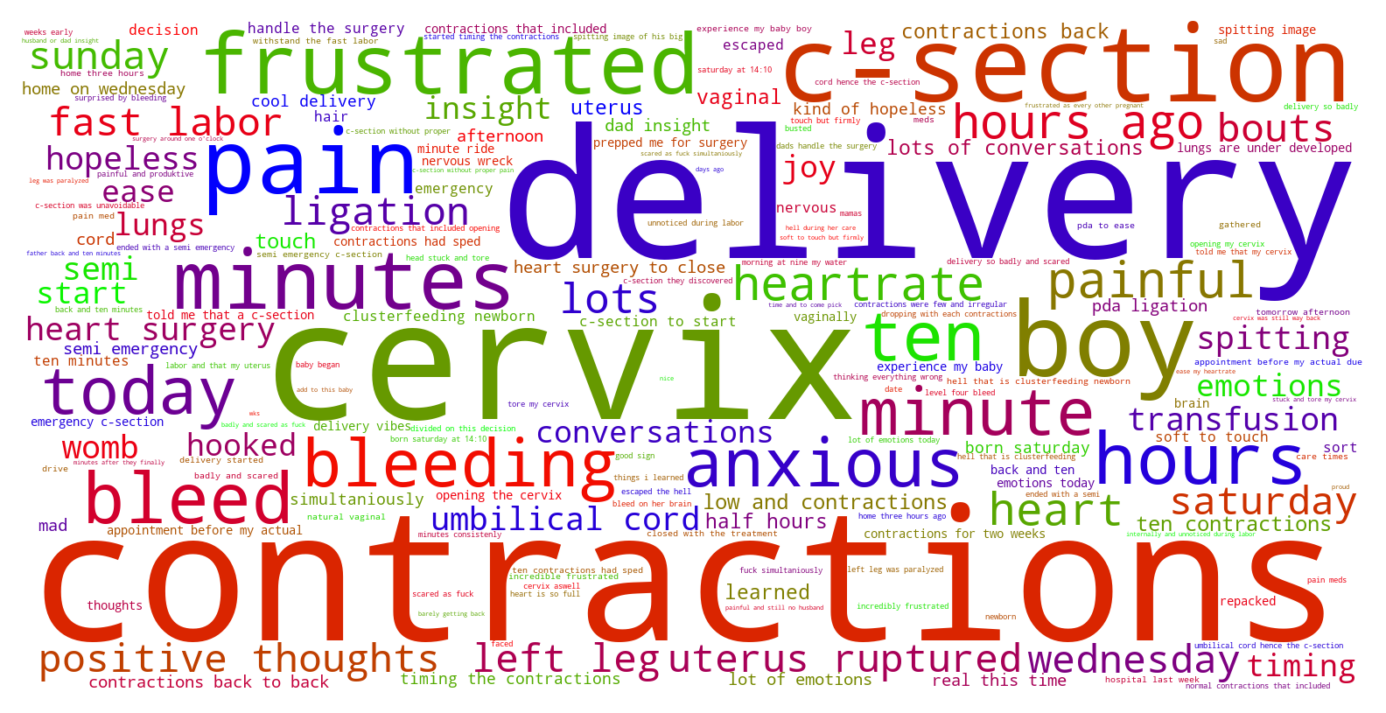 weeks early
decision
handle the surgery
contractions that included
experience my baby boy
c-section
spitting image
husband or dad insight
sunday
frustrated
withstand the fast labor
started timing the contractions
spitting image of his big
escaped
leg
contractions back
sad
home three hours
home on wednesday
surprised by bleeding
cool delivery
hair
insight
uterus
saturday at 14:10
vaginal
cord hence the c-section
kind of hopeless
frustrated as every other pregnant
meds
delivery so badly
fast labor
surgery around one o'clock
c-section without proper
afternoon
dad insight
touch but firmly
busted
hours ago
bouts
hopeless
painful and produktive
pain
minute ride
nervous wreck
c-section without proper pain
prepped me for surgery
scared as fuck simultaneously
dads handle the surgery
lots of conversations
lungs are under developed
leg was paralyzed
ease
emergency
delivery
days ago
joy
c-section was unavoidable
pain med
lungs
ligation
contractions that included opening
unnoticed during labor
nervous
mamas
pda to ease
gathered
cord
ended with a semi emergency
touch
contractions had sped
hell during her care
soft to touch but firmly
opening my cervix
father back and ten minutes
semi emergency c-section
told me that my cervix
semi
head stuck and tore
heart surgery to close
morning at nine my water
delivery so badly and scared
start
minutes
c-section they discovered
heartrate
painful
back and ten minutes
lots
time and to come pick
contractions were few and irregular
pda ligation
tomorrow afternoon
told me that a c-section
clusterfeeding newborn
c-section to start
vaginally
dropping with each contractions
cervix was still way back
heart surgery
cervix
ten
boy
spitting
semi emergency
ten minutes
labor and that my uterus
baby began
thinking everything wrong
experience my baby
appointment before my actual due
ease my heartrate
today
nice
hell that is clusterfeeding newborn
date
level four bleed
emotions
add to this baby
brain
stuck and tore my cervix
tore my cervix
minute
wks
transfusion
emergency c-section
badly and scared as fuck
delivery vibes
divided on this decision
conversations
lot of emotions today
born saturday
soft to touch
womb
hooked
born saturday at 14:10
good sign
hell that is clusterfeeding
sort
minutes after they finally
delivery started
bleeding
anxious
back and ten
hours
care times
drive
badly and scared
things i learned
emotions today
bleed
simultaniously
escaped the hell
bleed on her brain
low and contractions
home three hours ago
ended with a semi
heart
saturday
proud
opening the cervix
natural vaginal
umbilical cord
half hours
ten contractions
mad
appointment before my actual
minutes consistenly
closed with the treatment
contractions for two weeks
internally and unnoticed during labor
contractions
ten contractions had sped
incredible frustrated
fuck simultaniously
left leg was paralyzed
heart is so full
cervix aswell
pain meds
scared as fuck
learned
thoughts
painful and still no husband
incredibly frustrated
repacked
barely getting back
newborn
faced
umbilical cord hence the c-section
positive thoughts
left leg
uterus ruptured
wednesday
timing
contractions back to back
timing the contractions
lot of emotions
real this time
hospital last week
normal contractions that included